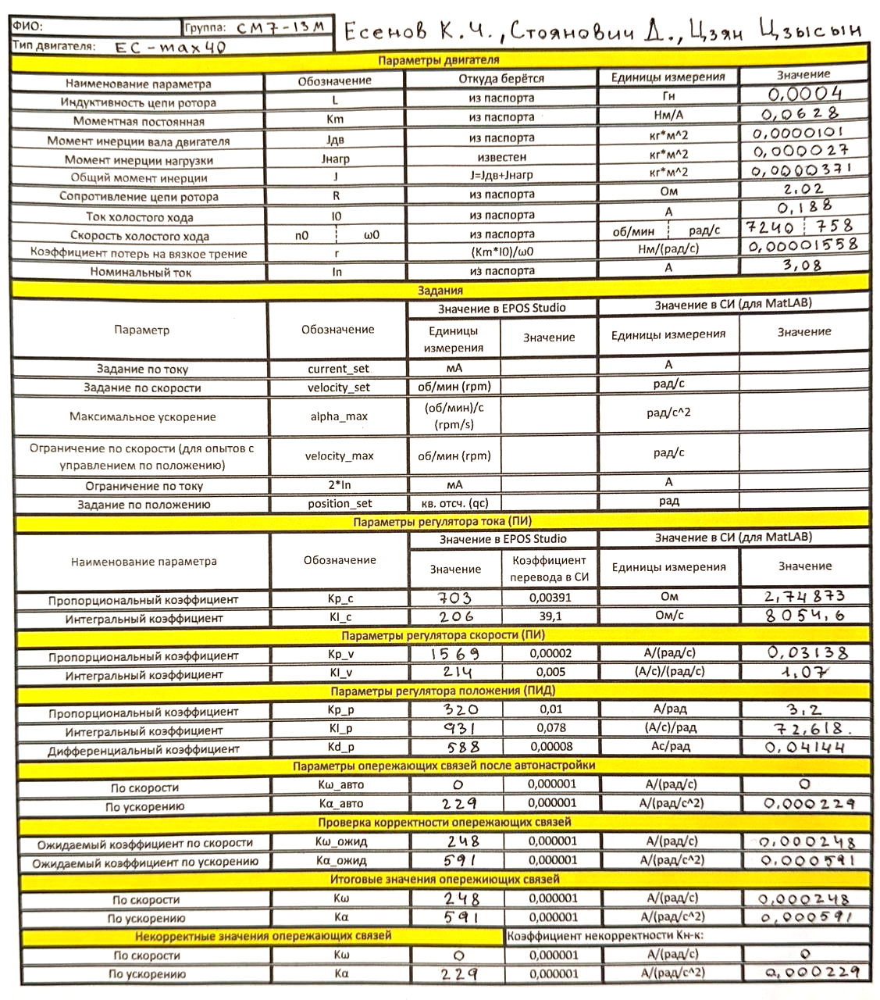 ФИО: Группа: СМ7-13М Есенов К.Ч., Стоянович Д., Цзян Цзысын
Тип двигателя: EC-max40
Параметры двигателя
Наименование параметра Обозначение Откуда берётся Единицы измерения Значение
Индуктивность цепи ротора L из паспорта Гн 0,0004
Моментная постоянная Km из паспорта Нм/А 0,0628
Момент инерции вала двигателя Jдв из паспорта кг*м^2 0,0000101
Момент инерции нагрузки Jнагр известен кг*м^2 0,000027
Общий момент инерции J J=Jдв+Jнагр кг*м^2 0,0000371
Сопротивление цепи ротора R из паспорта Ом 2.02
Ток холостого хода I0 из паспорта А 0,188
Скорость холостого хода n0 ω0 из паспорта об/мин рад/с 7240 758
Коэффициент потерь на вязкое трение r (Km*I0)/ω0 Нм/(рад/с) 0,00001558
Номинальный ток In из паспорта А 3,08
Задания
Параметр Обозначение Значение в EPOS Studio Значение в СИ (для MatLAB)
Единицы измерения Значение Единицы измерения Значение
Задание по току current_set мА А
Задание по скорости velocity_set об/мин (rpm) рад/с
Максимальное ускорение alpha_max (об/мин)/с (rpm/s) рад/с^2
Ограничение по скорости (для опытов с управлением по положению) velocity_max об/мин (rpm) рад/с
Ограничение по току 2*In мА А
Задание по положению position_set кв. отсч. (qc) рад
Параметры регулятора тока (ПИ)
Наименование параметра Обозначение Значение в EPOS Studio Значение в СИ (для MatLAB)
Значение Коэффициент перевода в СИ Единицы измерения Значение
Пропорциональный коэффициент Kp_c 703 0,00391 Ом 2,74873
Интегральный коэффициент KI_c 206 39,1 Ом/с 8054,6
Параметры регулятора скорости (ПИ)
Пропорциональный коэффициент Kp_v 1569 0,00002 А/(рад/с) 0,03138
Интегральный коэффициент KI_v 214 0,005 (А/с)/(рад/с) 1,07
Параметры регулятора положения (ПИД)
Пропорциональный коэффициент Kp_p 320 0,01 А/рад 3,2
Интегральный коэффициент KI_p 931 0,078 (А/с)/рад 72,618.
Дифференциальный коэффициент Kd_p 588 0,00008 Ас/рад 0,04144
Параметры опережающих связей после автонастройки
По скорости Kω_авто 0 0,000001 А/(рад/с) 0
По ускорению Kα_авто 229 0,000001 А/(рад/с^2) 0,000229
Проверка корректности опережающих связей
Ожидаемый коэффициент по скорости Kω_ожид 248 0,000001 А/(рад/с) 0,000248
Ожидаемый коэффициент по ускорению Kα_ожид 591 0,000001 А/(рад/с^2) 0,000591
Итоговые значения опережиющих связей
По скорости Kω 248 0,000001 А/(рад/с) 0,000248
По ускорению Kα 591 0,000001 А/(рад/с^2) 0,000591
Некорректные значения опережающих связей Коэффициент некорректности Kн-к:
По скорости Kω 0 0,000001 А/(рад/с) 0
По ускорению Kα 229 0,000001 А/(рад/с^2) 0,000229